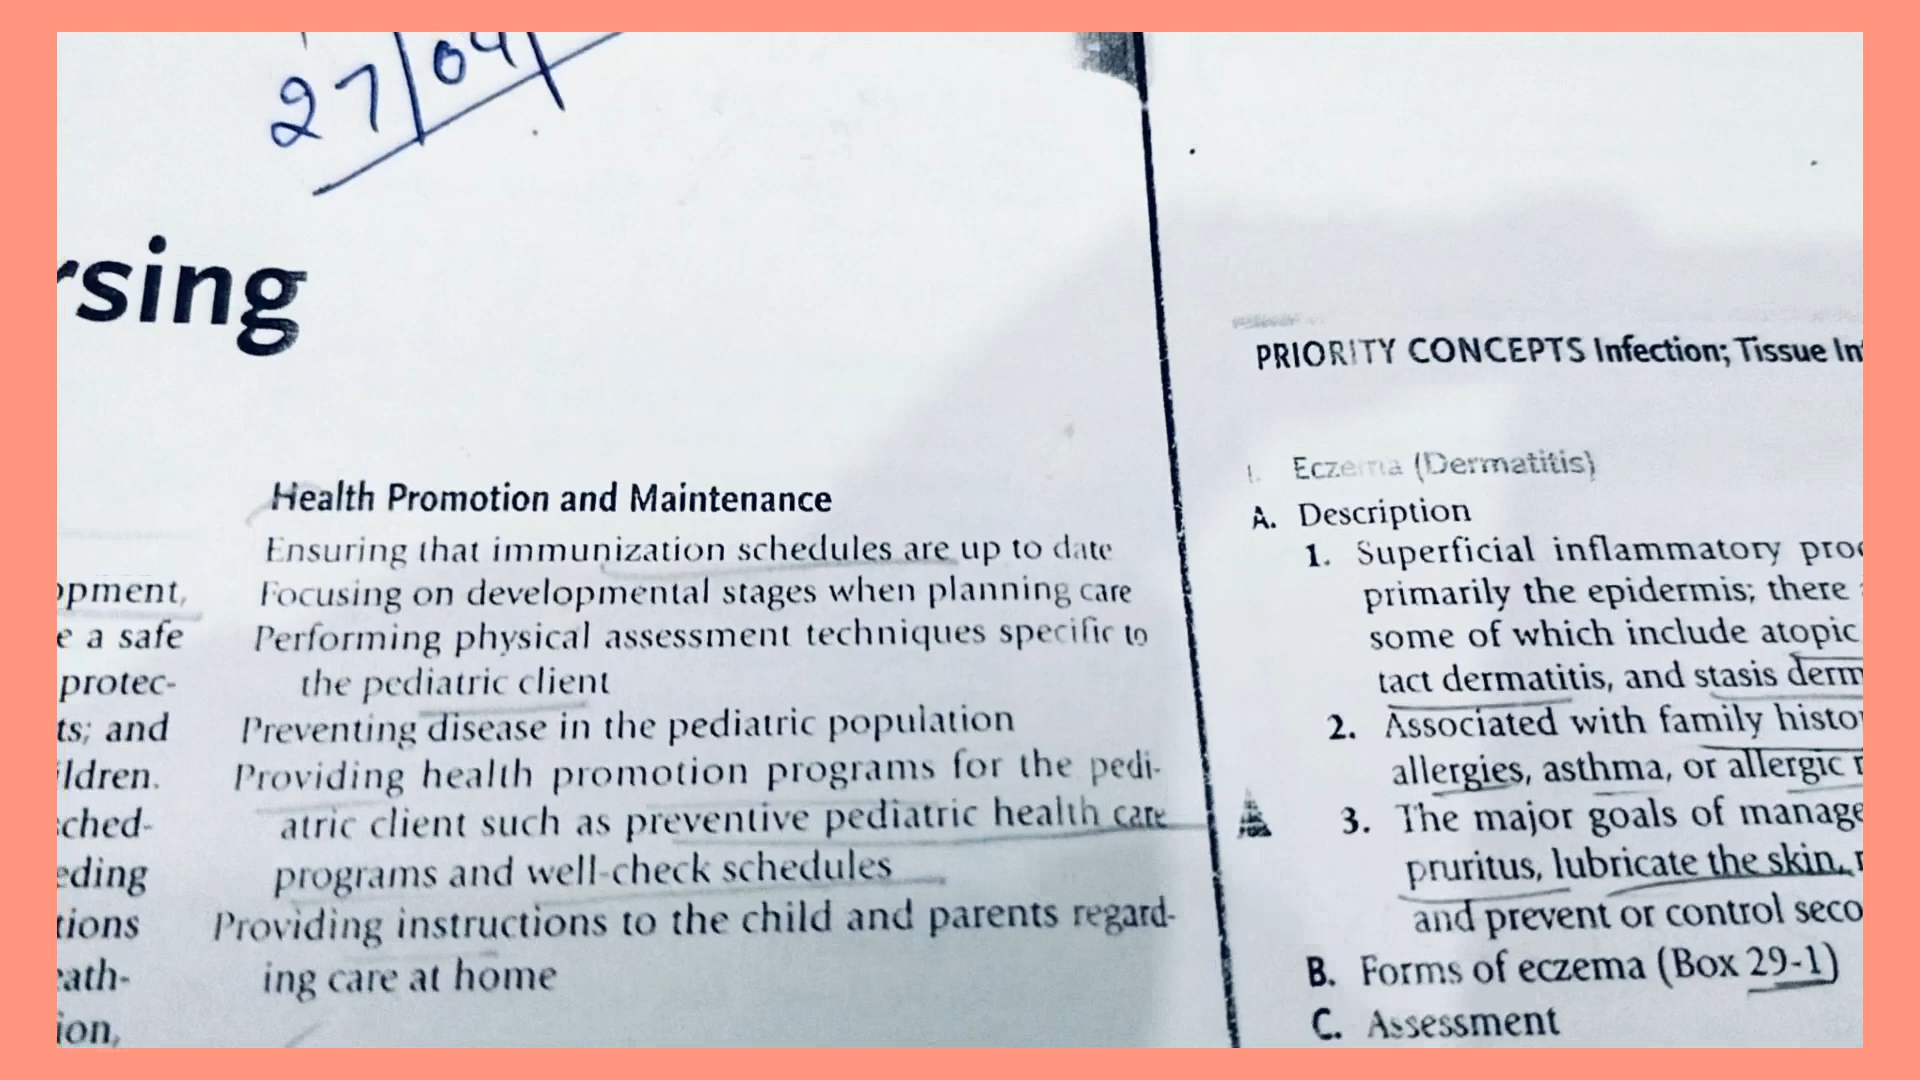 27/04/
rsing
opment,
e a safe
protec-
ts; and
ldren.
sched-
eding
tions
eath-
ion,
Health Promotion and Maintenance
Ensuring that immunization schedules are up to date
Focusing on developmental stages when planning care
Performing physical assessment techniques specific to
the pediatric client
Preventing disease in the pediatric population
Providing health promotion programs for the pedi-
atric client such as preventive pediatric health care
programs and well-check schedules
Providing instructions to the child and parents regard-
ing care at home
PRIORITY CONCEPTS Infection; Tissue In
I. Eczema (Dermatitis)
A. Description
1. Superficial inflammatory pro
primarily the epidermis; there
some of which include atopic
tact dermatitis, and stasis derm
2. Associated with family histo
allergies, asthma, or allergic r
3. The major goals of manage
pruritus, lubricate the skin,
and prevent or control seco
B. Forms of eczema (Box 29-1)
C. Assessment